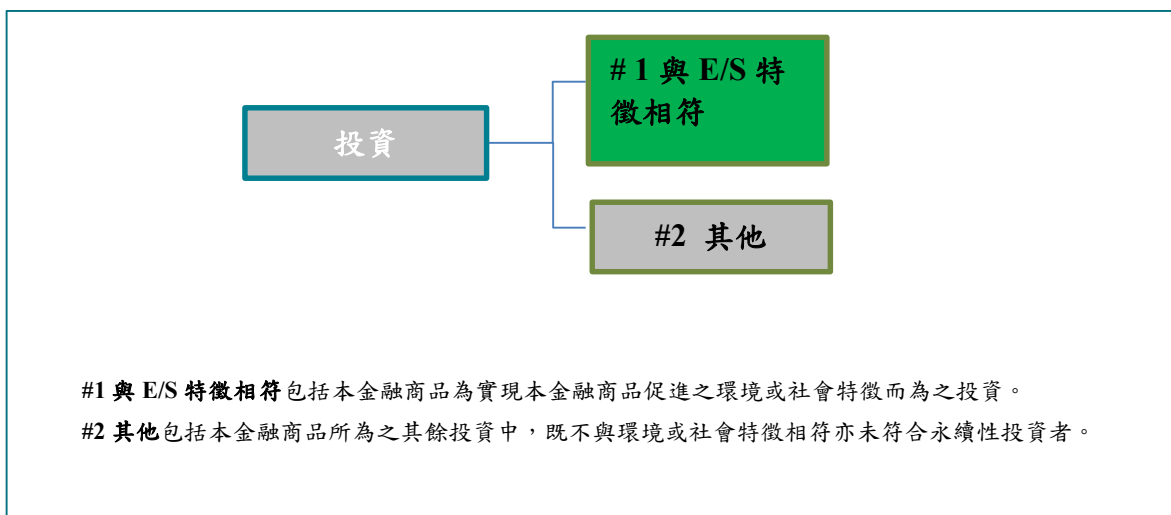 # 1 與 E/S 特
徵相符
投資
#2 其他
#1 與 E/S 特徵相符包括本金融商品為實現本金融商品促進之環境或社會特徵而為之投資。
#2 其他包括本金融商品所為之其餘投資中，既不與環境或社會特徵相符亦未符合永續性投資者。